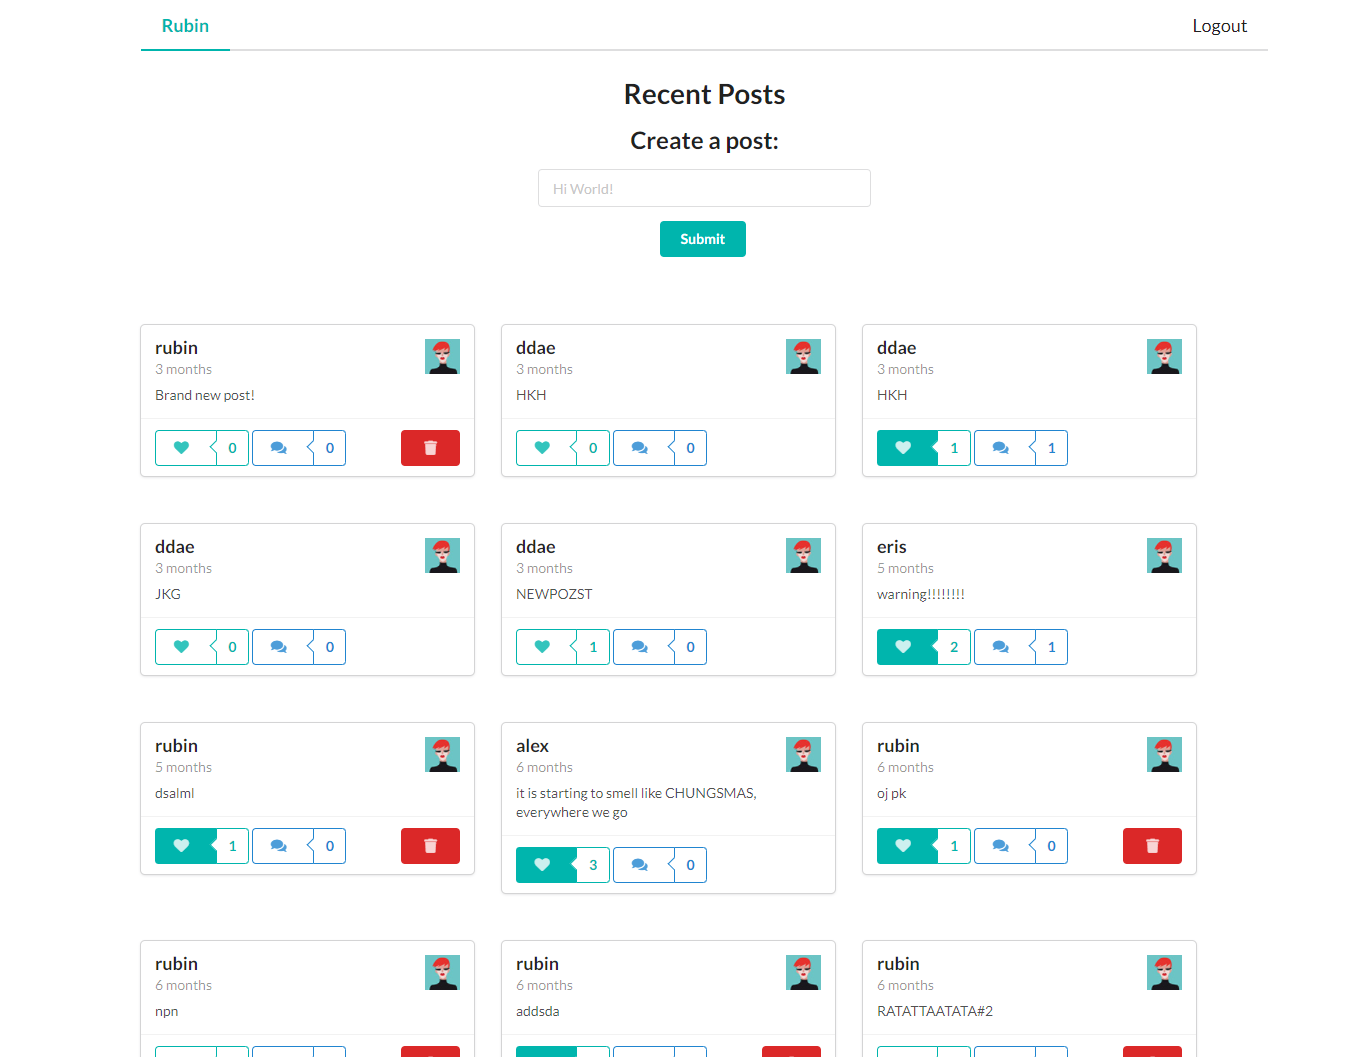 Rubin
Logout
Recent Posts
Create a post:
Hi World!
Submit
rubin
3 months
Brand new post!
0
0
ddae
3 months
HKH
0
0
ddae
3 months
HKH
1
1
ddae
3 months
JKG
0
0
ddae
3 months
NEWPOZST
1
0
eris
5 months
warning!!!!!!!!
2
1
rubin
5 months
dsalml
1
0
alex
6 months
it is starting to smell like CHUNGSMAS,
everywhere we go
3
0
rubin
6 months
oj pk
1
0
rubin
6 months
npn
rubin
6 months
addsda
rubin
6 months
RATATTAATATA#2